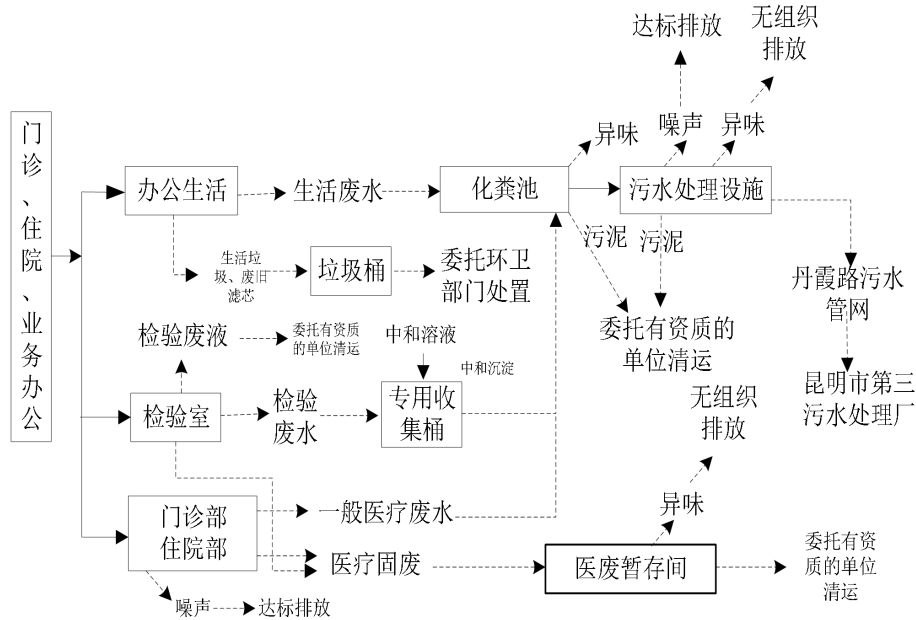 达标排放
无组织
排放
异味
噪声
异味
门诊、住院、业务办公
办公生活
生活废水
化粪池
污水处理设施
污泥
污泥
生活垃
圾、废旧
滤芯
垃圾桶
委托环卫
部门处置
丹霞路污水
管网
委托有资质的
单位清运
检验废液
委托有资质
的单位清运
中和溶液
中和沉淀
昆明市第三
污水处理厂
检验室
检验
废水
专用收
集桶
无组织
排放
门诊部
住院部
一般医疗废水
异味
医疗固废
医废暂存间
委托有资
质的单位
清运
噪声
达标排放